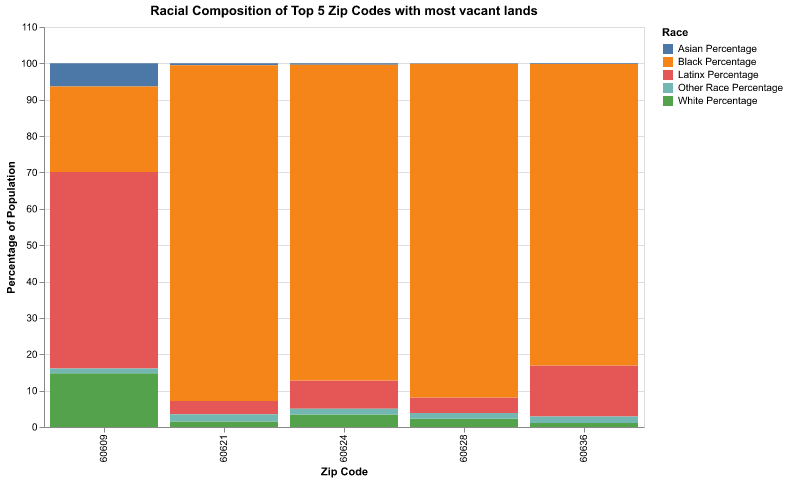 Racial Composition of Top 5 Zip Codes with most vacant lands
110
100
90
80
70
60
50
40
30
20
10
0
Percentage of Population
60609
60621
60624
60628
60636
Zip Code
Race
Asian Percentage
Black Percentage
Latinx Percentage
Other Race Percentage
White Percentage